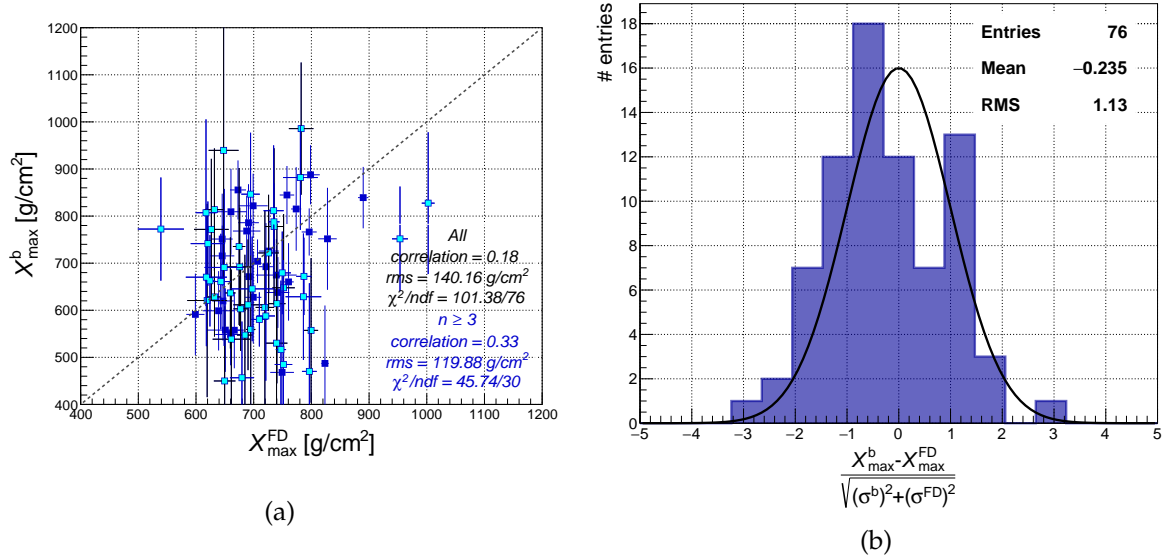 1200
1100
1000
900
800
700
600
500
400
X^b_max [g/cm²]
All
correlation = 0.18
rms = 140.16 g/cm²
χ²/ndf = 101.38/76
n ≥ 3
correlation = 0.33
rms = 119.88 g/cm²
χ²/ndf = 45.74/30
400 500 600 700 800 900 1000 1100 1200
X^FD_max [g/cm²]
(a)
# entries
18
16
14
12
10
8
6
4
2
0
Entries 76
Mean −0.235
RMS 1.13
−5 −4 −3 −2 −1 0 1 2 3 4 5
X^b_max-X^FD_max
√(σ^b)²+(σ^FD)²
(b)